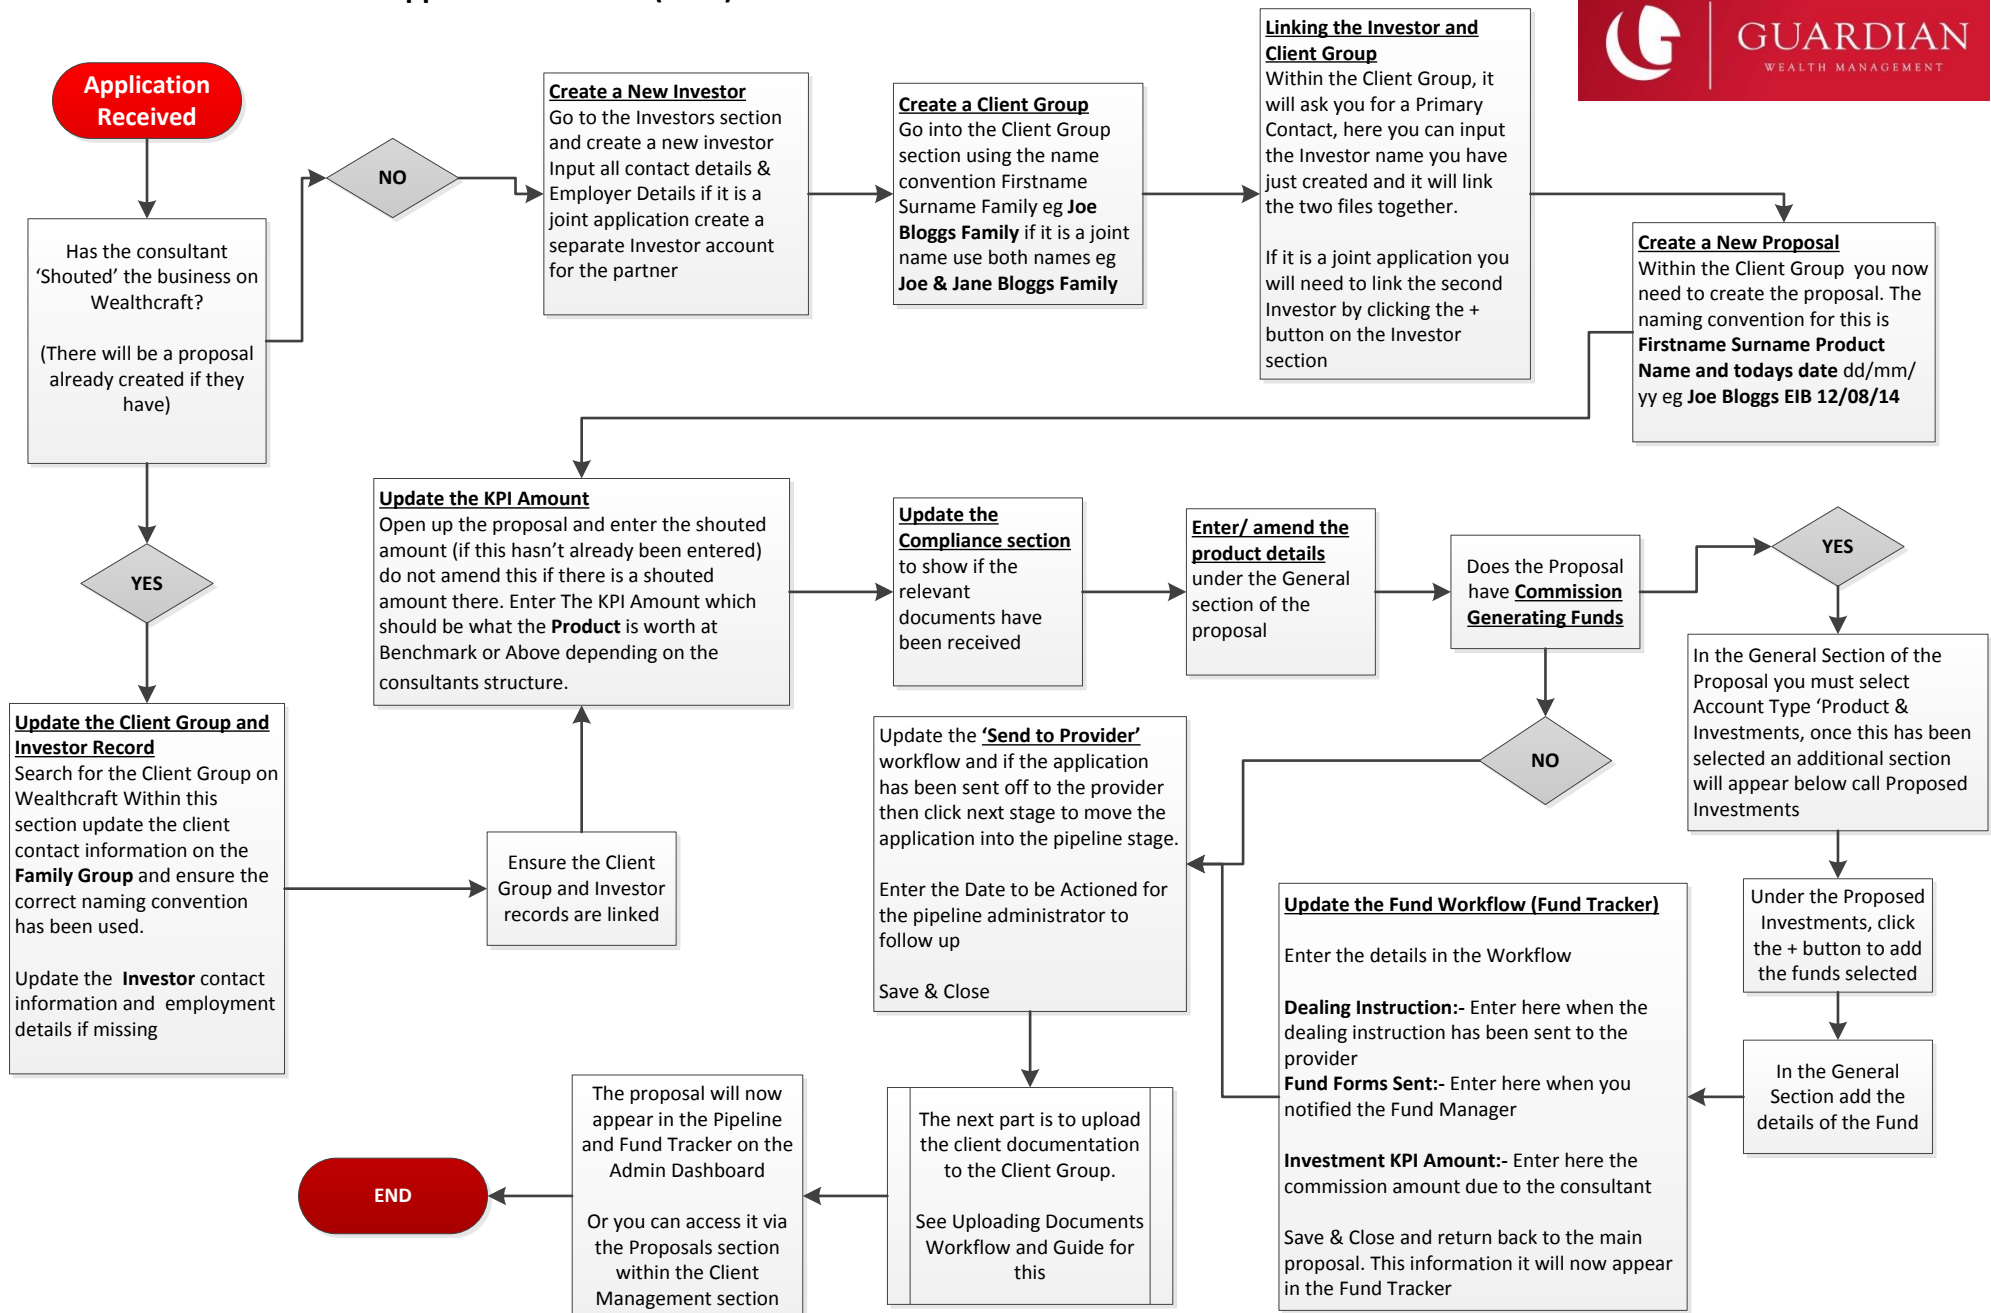 GUARDIAN
WEALTH MANAGEMENT
Application
Received
Has the consultant
‘Shouted’ the business on
Wealthcraft?
(There will be a proposal
already created if they
have)
NO
Create a New Investor
Go to the Investors section
and create a new investor
Input all contact details &
Employer Details if it is a
joint application create a
separate Investor account
for the partner
Create a Client Group
Go into the Client Group
section using the name
convention Firstname
Surname Family eg Joe
Bloggs Family if it is a joint
name use both names eg
Joe & Jane Bloggs Family
Linking the Investor and
Client Group
Within the Client Group, it
will ask you for a Primary
Contact, here you can input
the Investor name you have
just created and it will link
the two files together.
If it is a joint application you
will need to link the second
Investor by clicking the +
button on the Investor
section
Create a New Proposal
Within the Client Group you now
need to create the proposal. The
naming convention for this is
Firstname Surname Product
Name and todays date dd/mm/
yy eg Joe Bloggs EIB 12/08/14
YES
Update the Client Group and
Investor Record
Search for the Client Group on
Wealthcraft Within this
section update the client
contact information on the
Family Group and ensure the
correct naming convention
has been used.
Update the Investor contact
information and employment
details if missing
Ensure the Client
Group and Investor
records are linked
Update the KPI Amount
Open up the proposal and enter the shouted
amount (if this hasn’t already been entered)
do not amend this if there is a shouted
amount there. Enter The KPI Amount which
should be what the Product is worth at
Benchmark or Above depending on the
consultants structure.
Update the
Compliance section
to show if the
relevant
documents have
been received
Enter/ amend the
product details
under the General
section of the
proposal
Does the Proposal
have Commission
Generating Funds
YES
In the General Section of the
Proposal you must select
Account Type ‘Product &
Investments, once this has been
selected an additional section
will appear below call Proposed
Investments
Under the Proposed
Investments, click
the + button to add
the funds selected
In the General
Section add the
details of the Fund
NO
Update the Fund Workflow (Fund Tracker)
Enter the details in the Workflow
Dealing Instruction:- Enter here when the
dealing instruction has been sent to the
provider
Fund Forms Sent:- Enter here when you
notified the Fund Manager
Investment KPI Amount:- Enter here the
commission amount due to the consultant
Save & Close and return back to the main
proposal. This information it will now appear
in the Fund Tracker
Update the ‘Send to Provider’
workflow and if the application
has been sent off to the provider
then click next stage to move the
application into the pipeline stage.
Enter the Date to be Actioned for
the pipeline administrator to
follow up
Save & Close
The next part is to upload
the client documentation
to the Client Group.
See Uploading Documents
Workflow and Guide for
this
The proposal will now
appear in the Pipeline
and Fund Tracker on the
Admin Dashboard
Or you can access it via
the Proposals section
within the Client
Management section
END